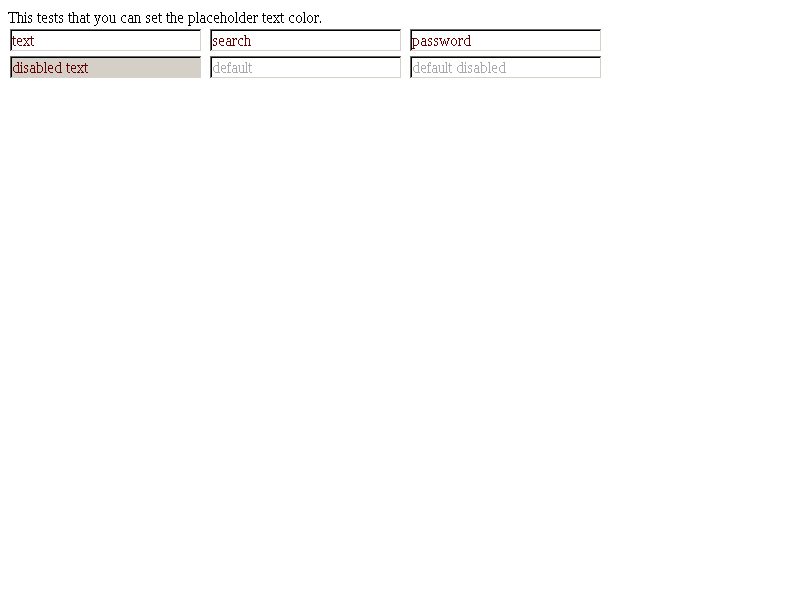 This tests that you can set the placeholder text color.
text search password
disabled text default default disabled